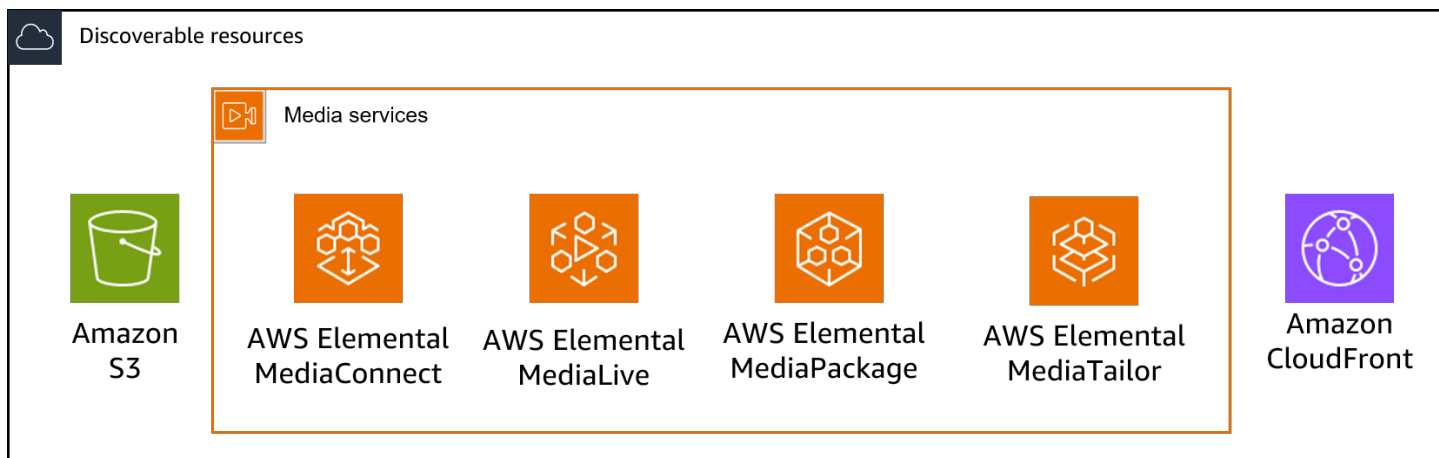 Discoverable resources
Media services
Amazon
S3
AWS Elemental
MediaConnect
AWS Elemental
MediaLive
AWS Elemental
MediaPackage
AWS Elemental
MediaTailor
Amazon
CloudFront